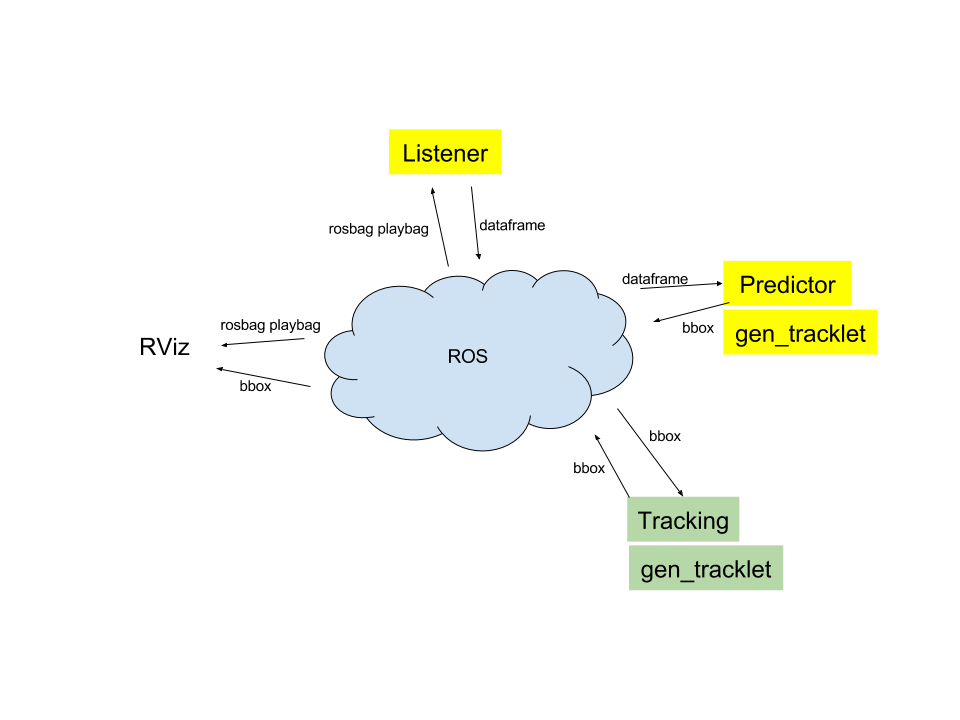 Listener
rosbag playbag
dataframe
dataframe
Predictor
bbox
gen_tracklet
rosbag playbag
RViz
ROS
bbox
bbox
bbox
Tracking
gen_tracklet